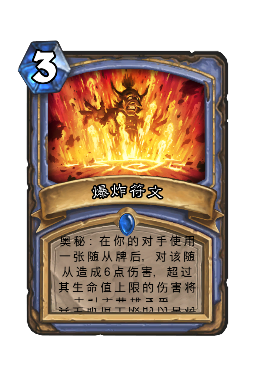 3
爆炸符文
奥秘：在你的对手使用
一张随从牌后，对该随
从造成6点伤害，超过
其生命值上限的伤害将